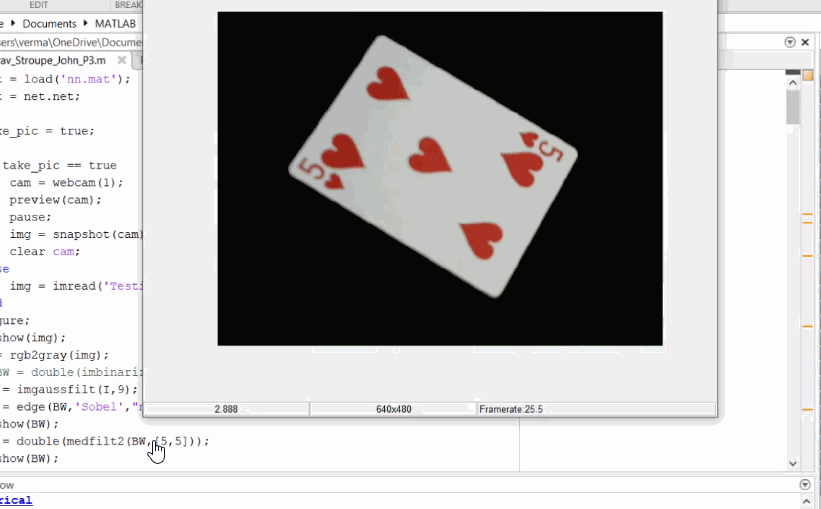 EDIT
BREAK
e ▸ Documents ▸ MATLAB
ers\verma\OneDrive\Docume
av_Stroupe_John_P3.m
t = load('nn.mat');
t = net.net;
ke_pic = true;
take_pic == true
cam = webcam(1);
preview(cam);
pause;
img = snapshot(cam)
clear cam;
se
img = imread('Testi
d
gure;
show(img);
= rgb2gray(img);
BW = double(imbinari
= imgaussfilt(I,9);
= edge(BW,'Sobel',"n
show(BW);
= double(medfilt2(BW,[5,5]));
show(BW);
5
5
2.888
640x480
Framerate:25.5
ow
rical